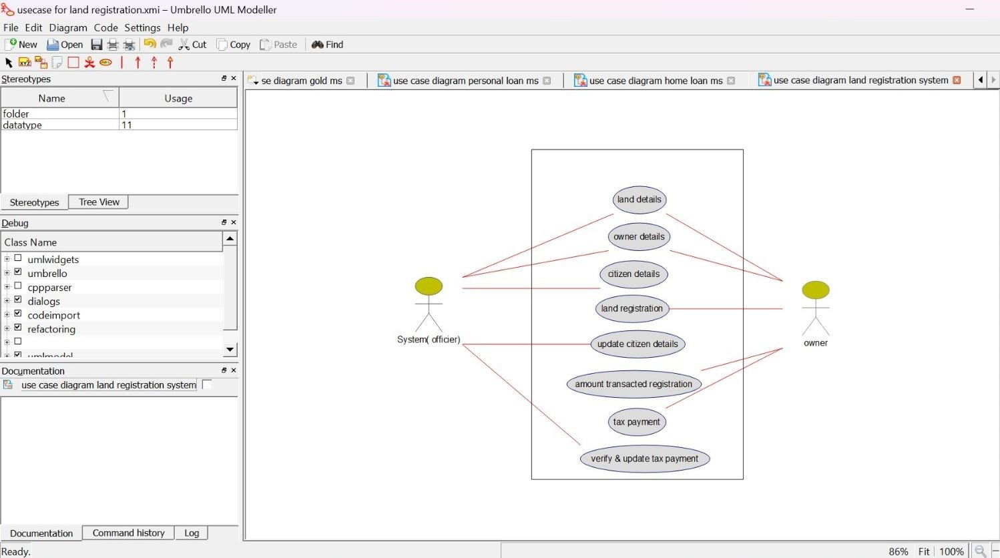 usecase for land registration.xmi – Umbrello UML Modeller
File Edit Diagram Code Settings Help
New Open Cut Copy Paste Find
XYZ XYZ ABC
Stereotypes
Name Usage
folder 1
datatype 11
Stereotypes Tree View
Debug
Class Name
umlwidgets
umbrello
cppparser
dialogs
codeimport
refactoring
umlmodel
Documentation
use case diagram land registration system
Documentation Command history Log
Ready.
se diagram gold ms use case diagram personal loan ms use case diagram home loan ms use case diagram land registration system
land details
owner details
citizen details
land registration
update citizen details
amount transacted registration
tax payment
verify & update tax payment
System( officier)
owner
86% Fit 100%